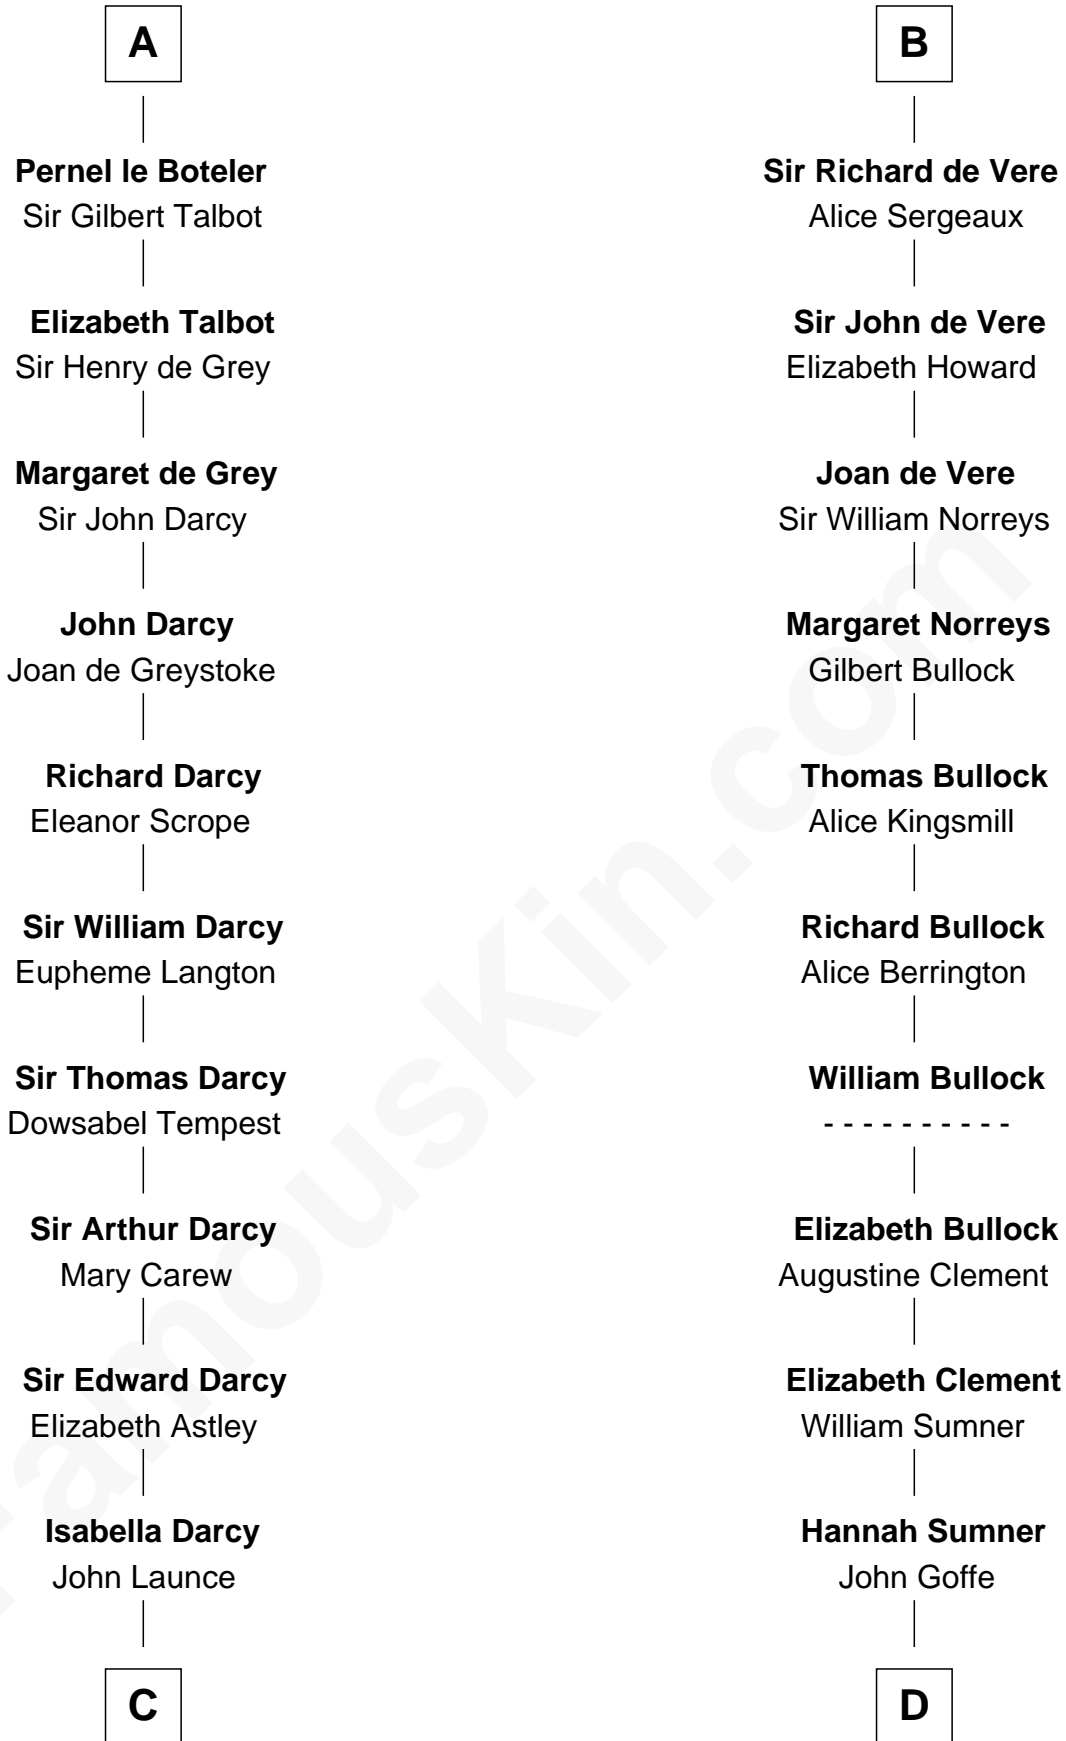 A
Pernel le Boteler
Sir Gilbert Talbot
Elizabeth Talbot
Sir Henry de Grey
Margaret de Grey
Sir John Darcy
John Darcy
Joan de Greystoke
Richard Darcy
Eleanor Scrope
Sir William Darcy
Eupheme Langton
Sir Thomas Darcy
Dowsabel Tempest
Sir Arthur Darcy
Mary Carew
Sir Edward Darcy
Elizabeth Astley
Isabella Darcy
John Launce
C
B
Sir Richard de Vere
Alice Sergeaux
Sir John de Vere
Elizabeth Howard
Joan de Vere
Sir William Norreys
Margaret Norreys
Gilbert Bullock
Thomas Bullock
Alice Kingsmill
Richard Bullock
Alice Berrington
William Bullock
- - - - - - - - - -
Elizabeth Bullock
Augustine Clement
Elizabeth Clement
William Sumner
Hannah Sumner
John Goffe
D
FamousKin.com